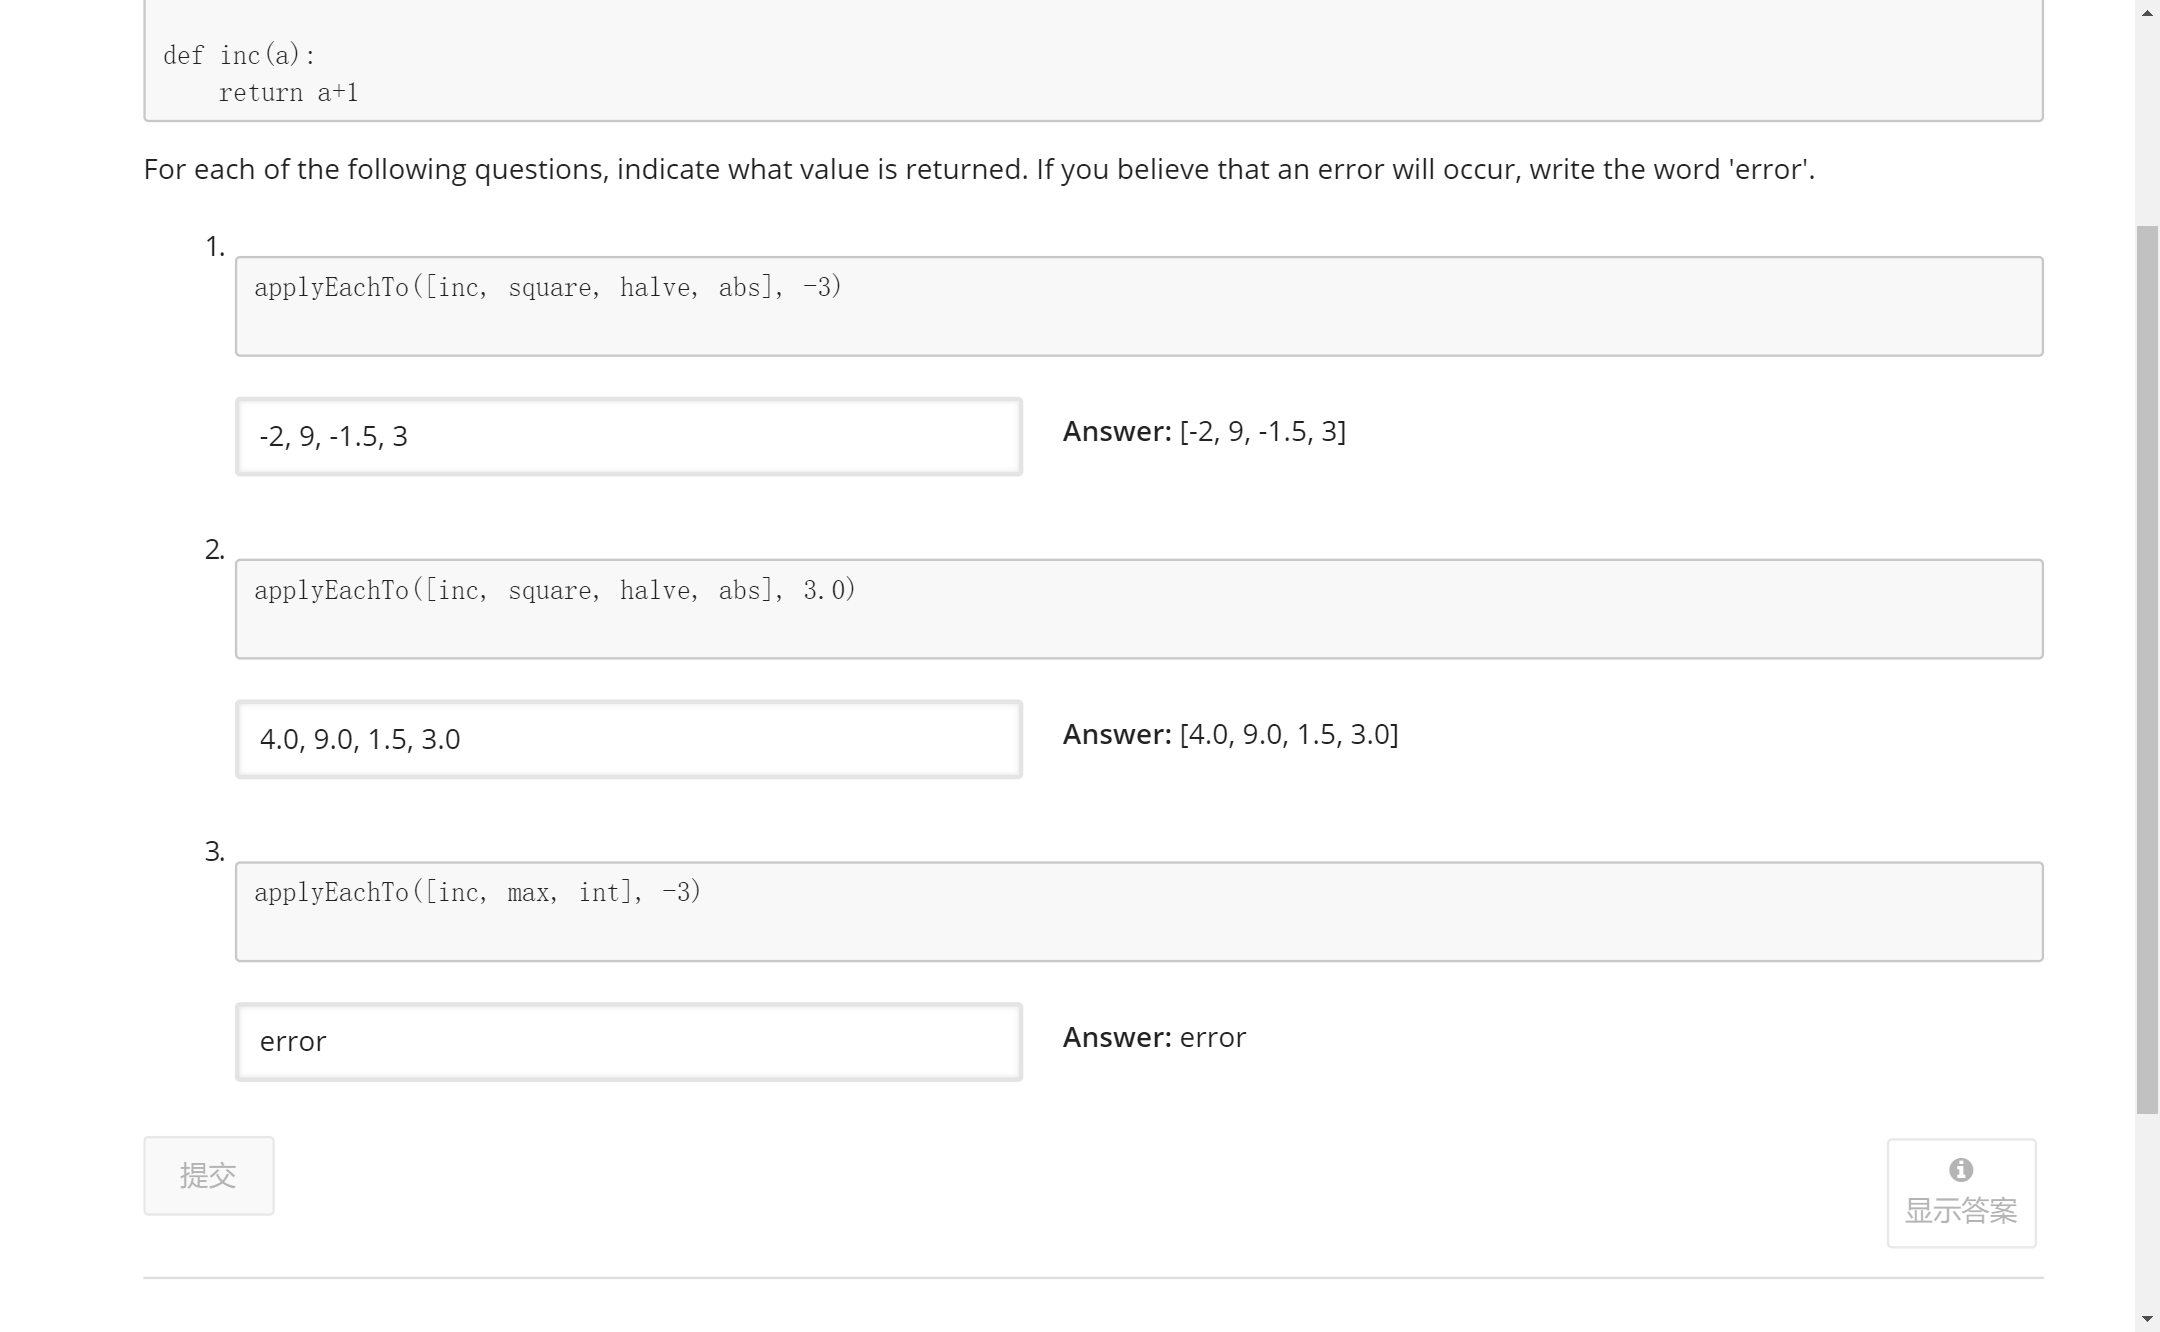 def inc(a):
    return a+1
For each of the following questions, indicate what value is returned. If you believe that an error will occur, write the word 'error'.
1.
applyEachTo([inc, square, halve, abs], -3)
-2, 9, -1.5, 3
Answer: [-2, 9, -1.5, 3]
2.
applyEachTo([inc, square, halve, abs], 3.0)
4.0, 9.0, 1.5, 3.0
Answer: [4.0, 9.0, 1.5, 3.0]
3.
applyEachTo([inc, max, int], -3)
error
Answer: error
提交
显示答案